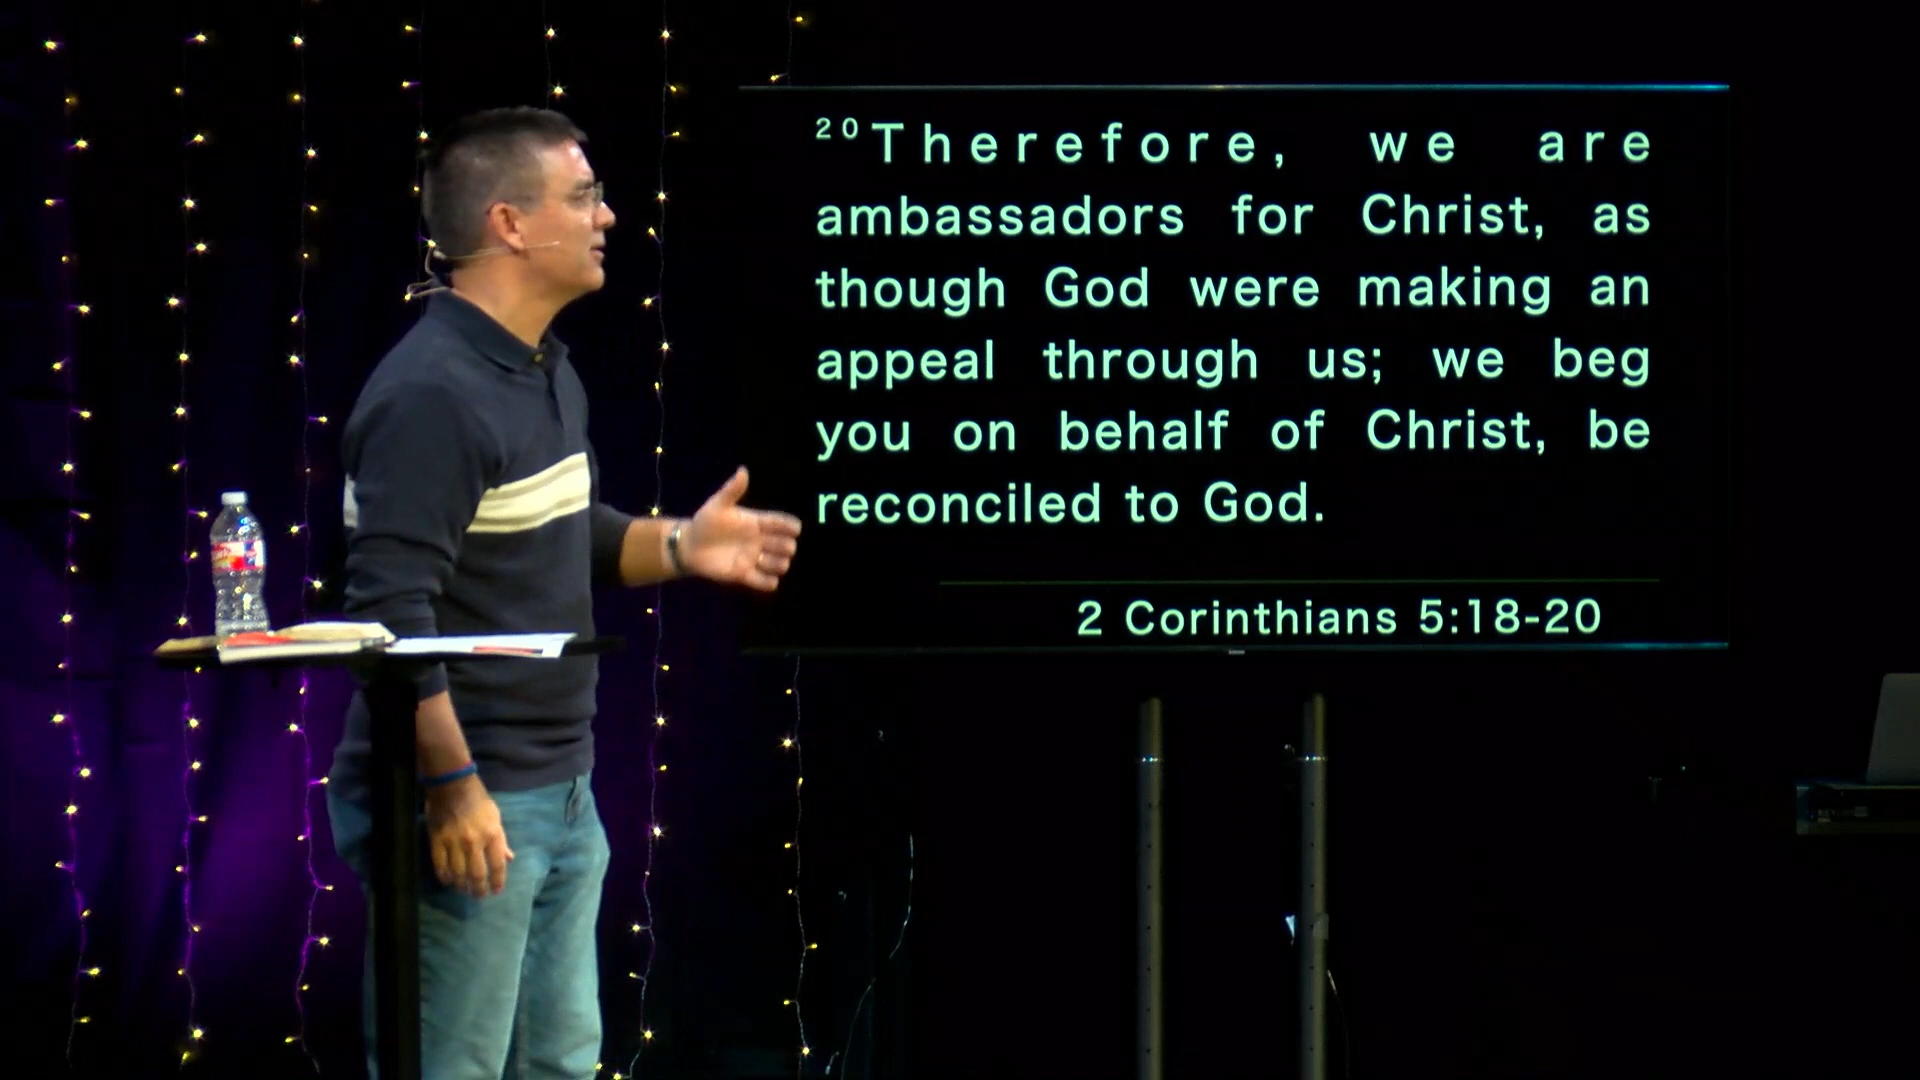 ²⁰Therefore, we are
ambassadors for Christ, as
though God were making an
appeal through us; we beg
you on behalf of Christ, be
reconciled to God.
2 Corinthians 5:18-20